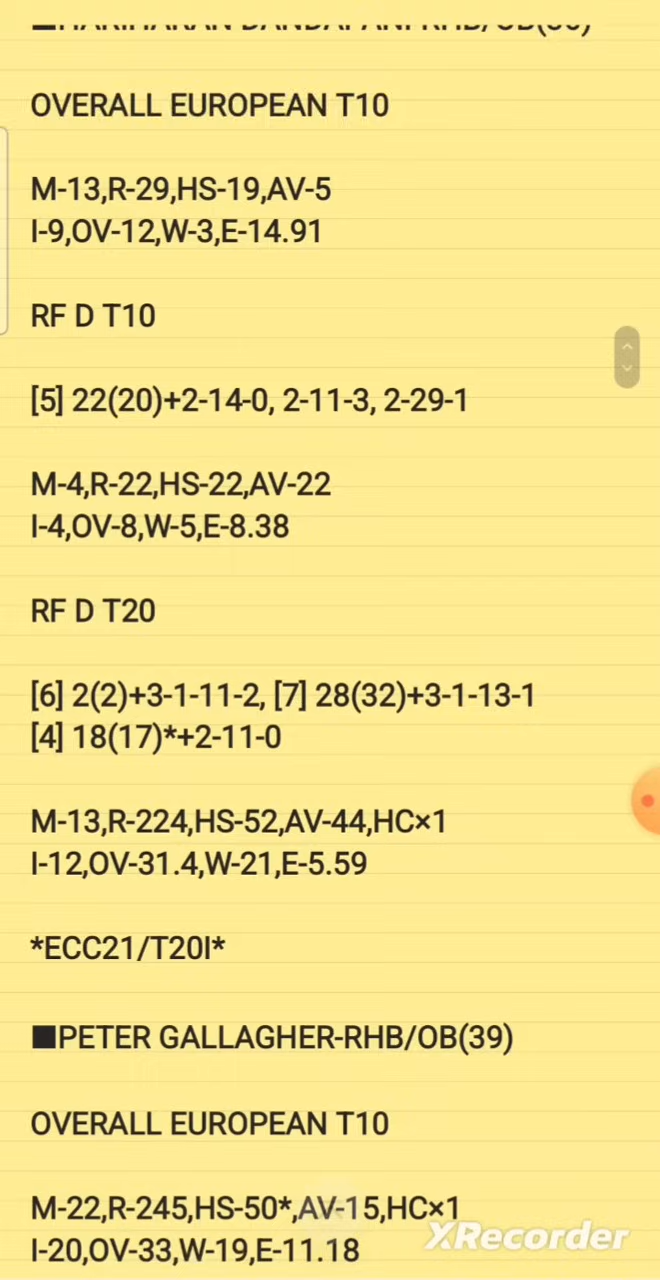 OVERALL EUROPEAN T10
M-13,R-29,HS-19,AV-5
I-9,OV-12,W-3,E-14.91
RF D T10
[5] 22(20)+2-14-0, 2-11-3, 2-29-1
M-4,R-22,HS-22,AV-22
I-4,OV-8,W-5,E-8.38
RF D T20
[6] 2(2)+3-1-11-2, [7] 28(32)+3-1-13-1
[4] 18(17)*+2-11-0
M-13,R-224,HS-52,AV-44,HC×1
I-12,OV-31.4,W-21,E-5.59
*ECC21/T20I*
■PETER GALLAGHER-RHB/OB(39)
OVERALL EUROPEAN T10
M-22,R-245,HS-50*,AV-15,HC×1
I-20,OV-33,W-19,E-11.18
XRecorder